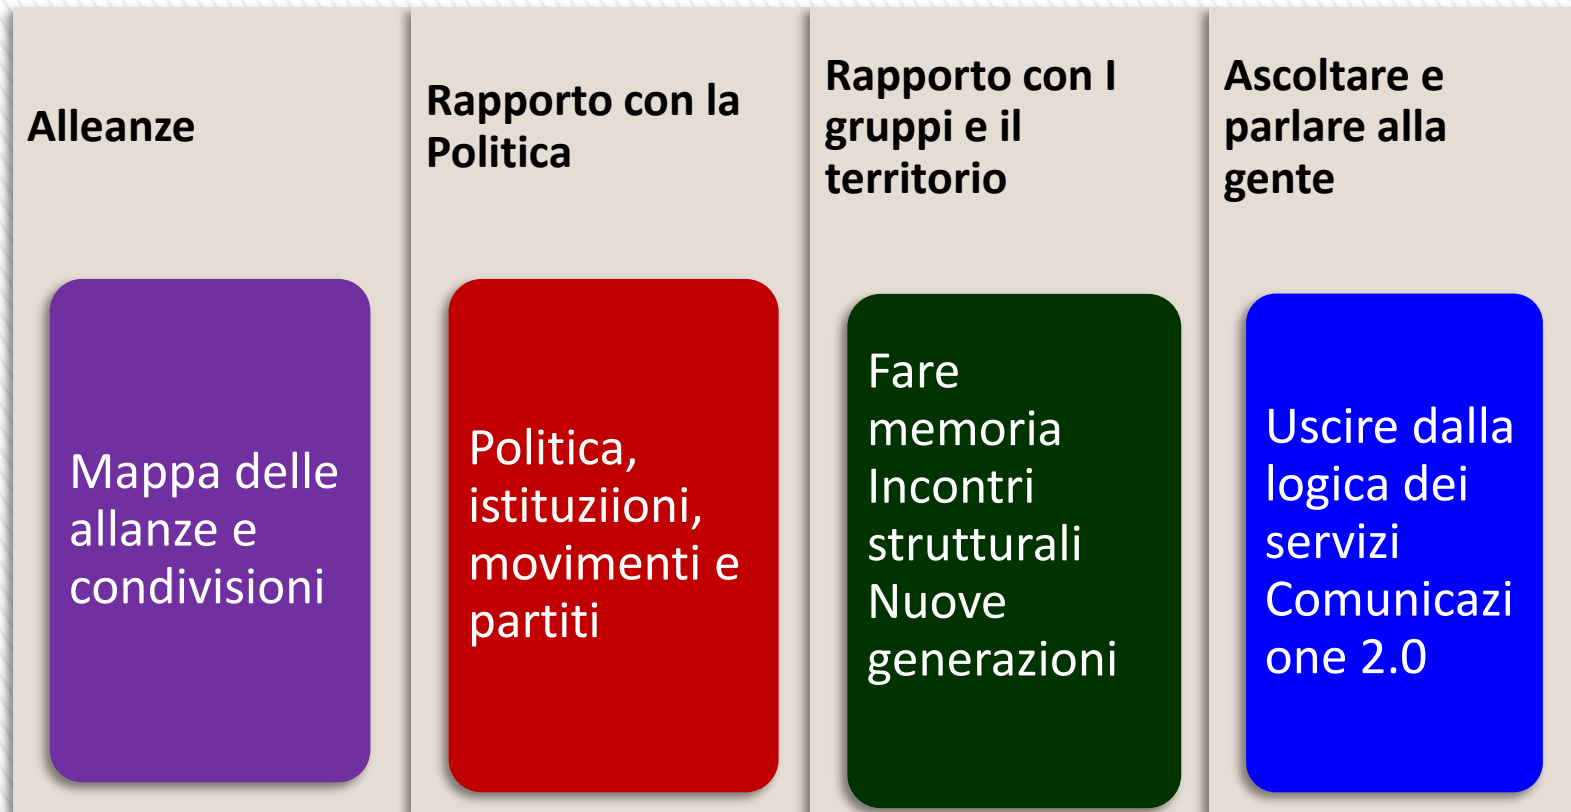 Alleanze
Mappa delle
allanze e
condivisioni
Rapporto con la
Politica
Politica,
istituziioni,
movimenti e
partiti
Rapporto con I
gruppi e il
territorio
Fare
memoria
Incontri
strutturali
Nuove
generazioni
Ascoltare e
parlare alla
gente
Uscire dalla
logica dei
servizi
Comunicazi
one 2.0